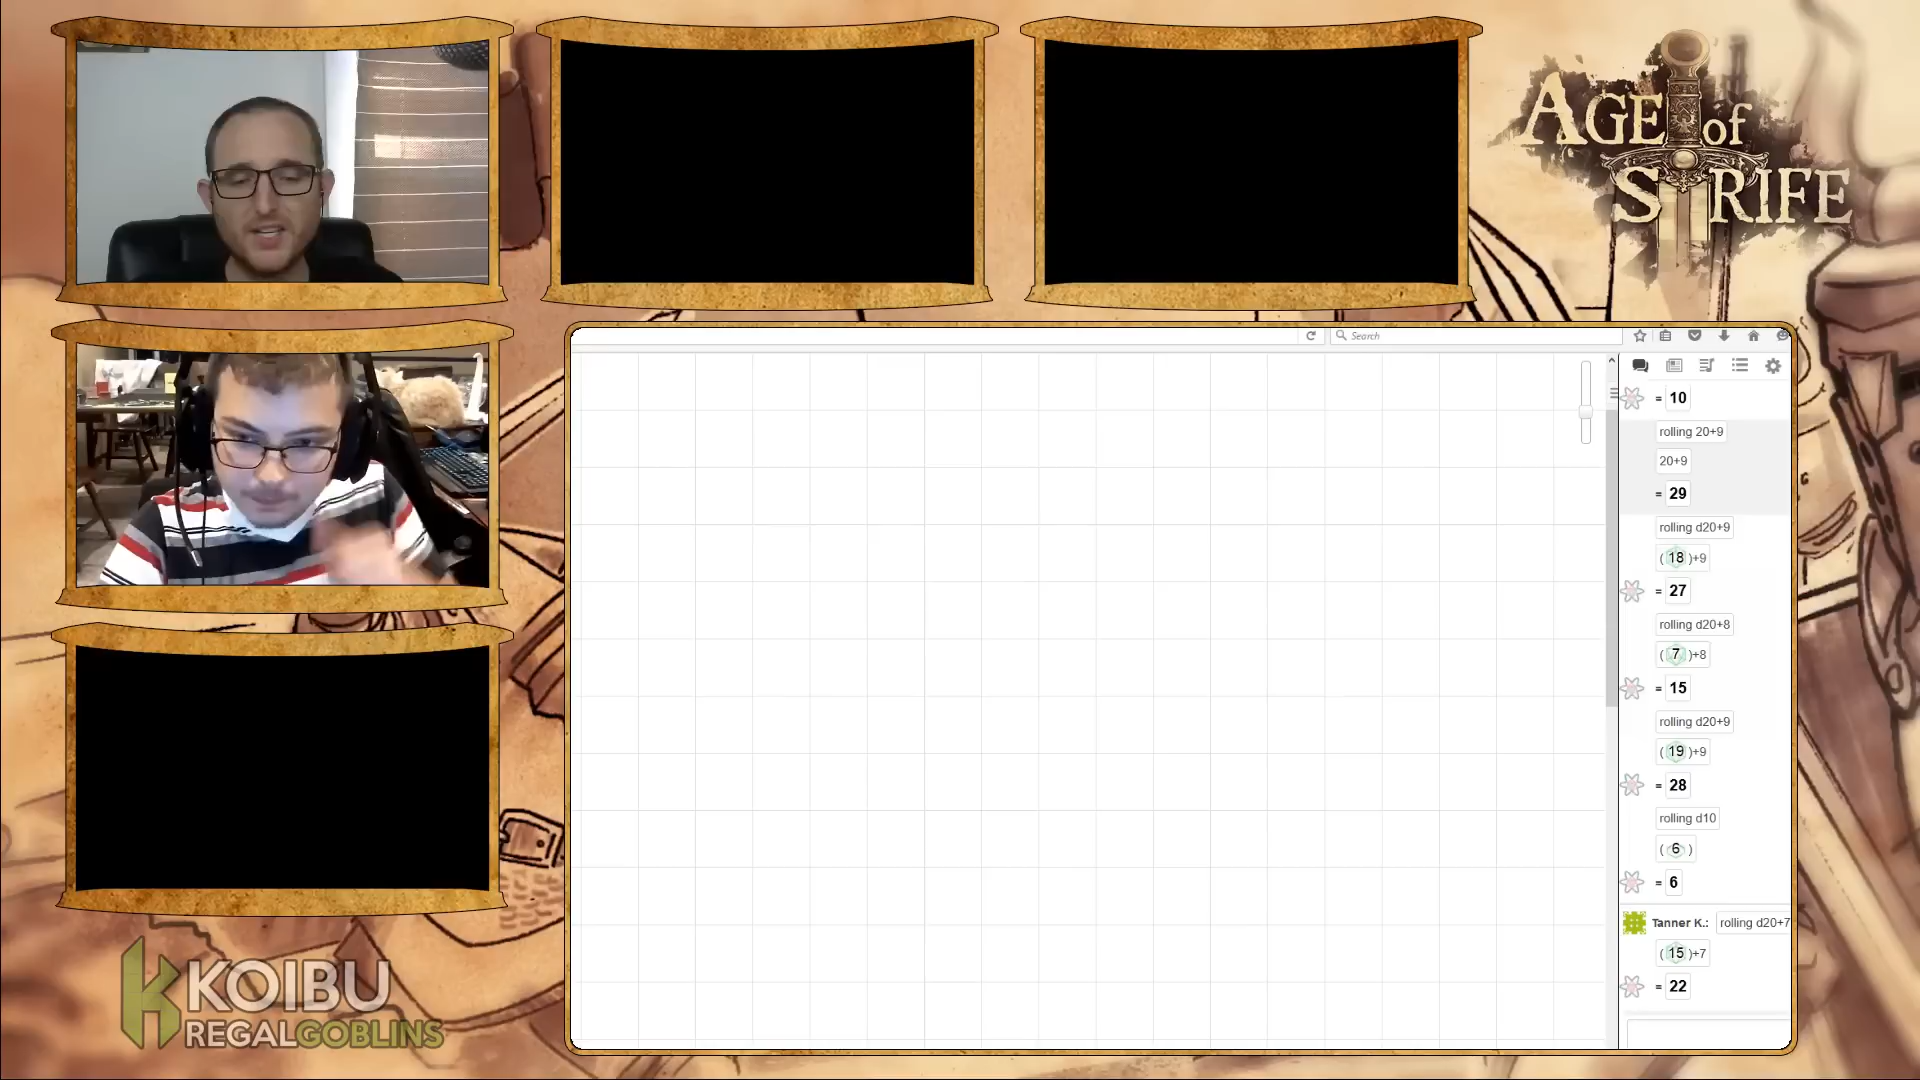 AGE of
STRIFE
Search
= 10
rolling 20+9
20+9
= 29
rolling d20+9
(18)+9
= 27
rolling d20+8
(7)+8
= 15
rolling d20+9
(19)+9
= 28
rolling d10
(6)
= 6
Tanner K.: rolling d20+7
(15)+7
= 22
KOIBU
REGALGOBLINS